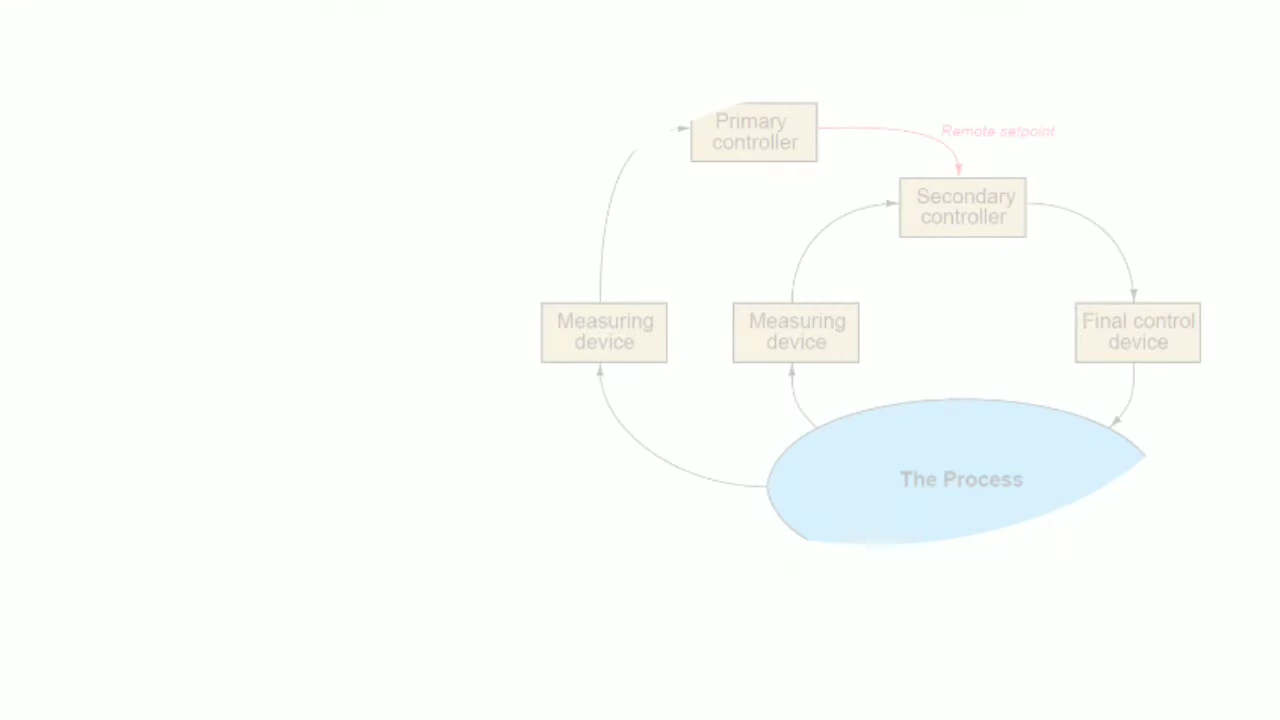 Primary
controller
Remote setpoint
Secondary
controller
Measuring
device
Measuring
device
Final control
device
The Process